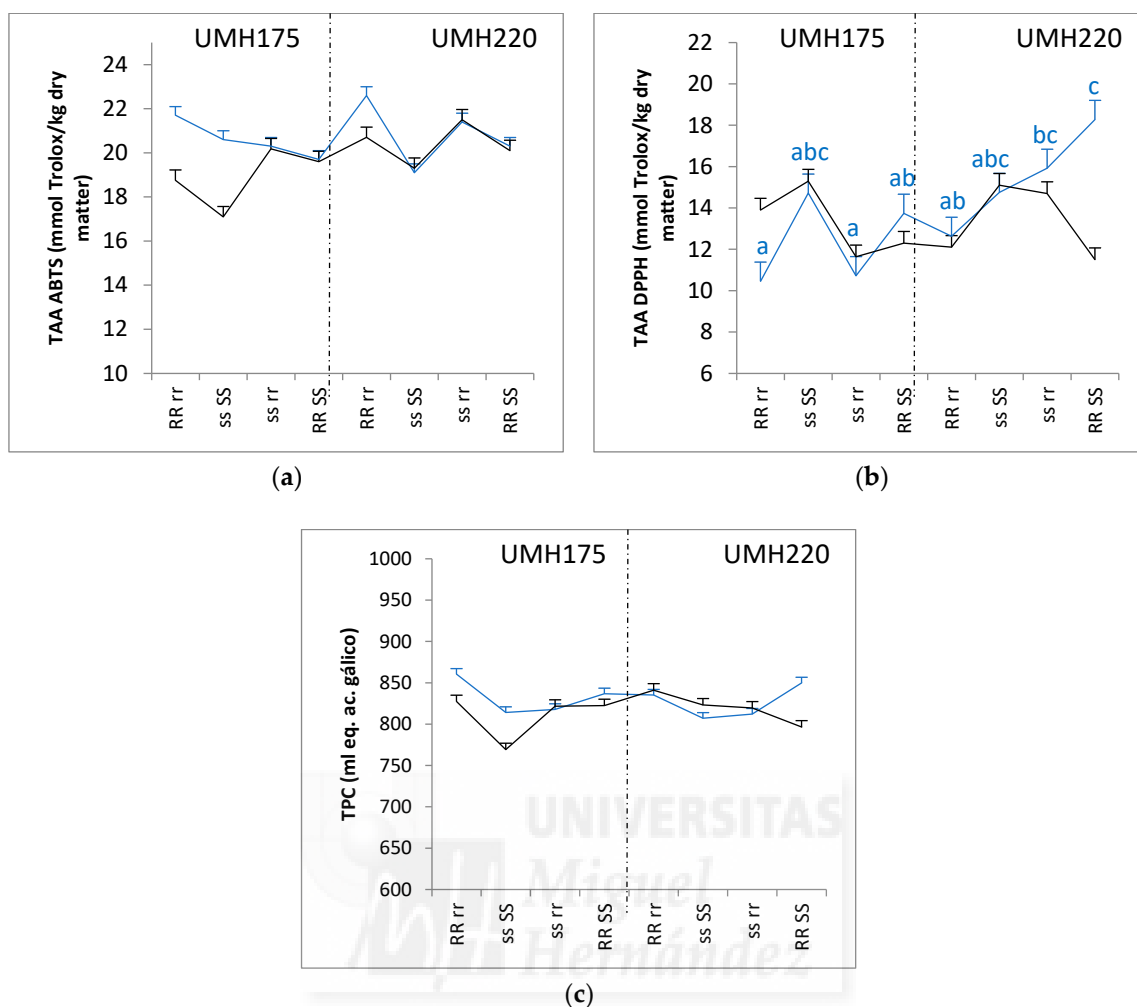 UMH175 UMH220
TAA ABTS (mmol Trolox/kg dry
matter)
24
22
20
18
16
14
12
10
RR rr
ss SS
ss rr
RR SS
RR rr
ss SS
ss rr
RR SS
(a)
UMH175 UMH220
TAA DPPH (mmol Trolox/kg dry
matter)
22
20
18
16
14
12
10
8
6
a
abc
a
ab
ab
abc
bc
c
RR rr
ss SS
ss rr
RR SS
RR rr
ss SS
ss rr
RR SS
(b)
UMH175 UMH220
TPC (ml eq. ac. gálico)
1000
950
900
850
800
750
700
650
600
RR rr
ss SS
ss rr
RR SS
RR rr
ss SS
ss rr
RR SS
UNIVERSITAS
Miguel
Hernández
(c)